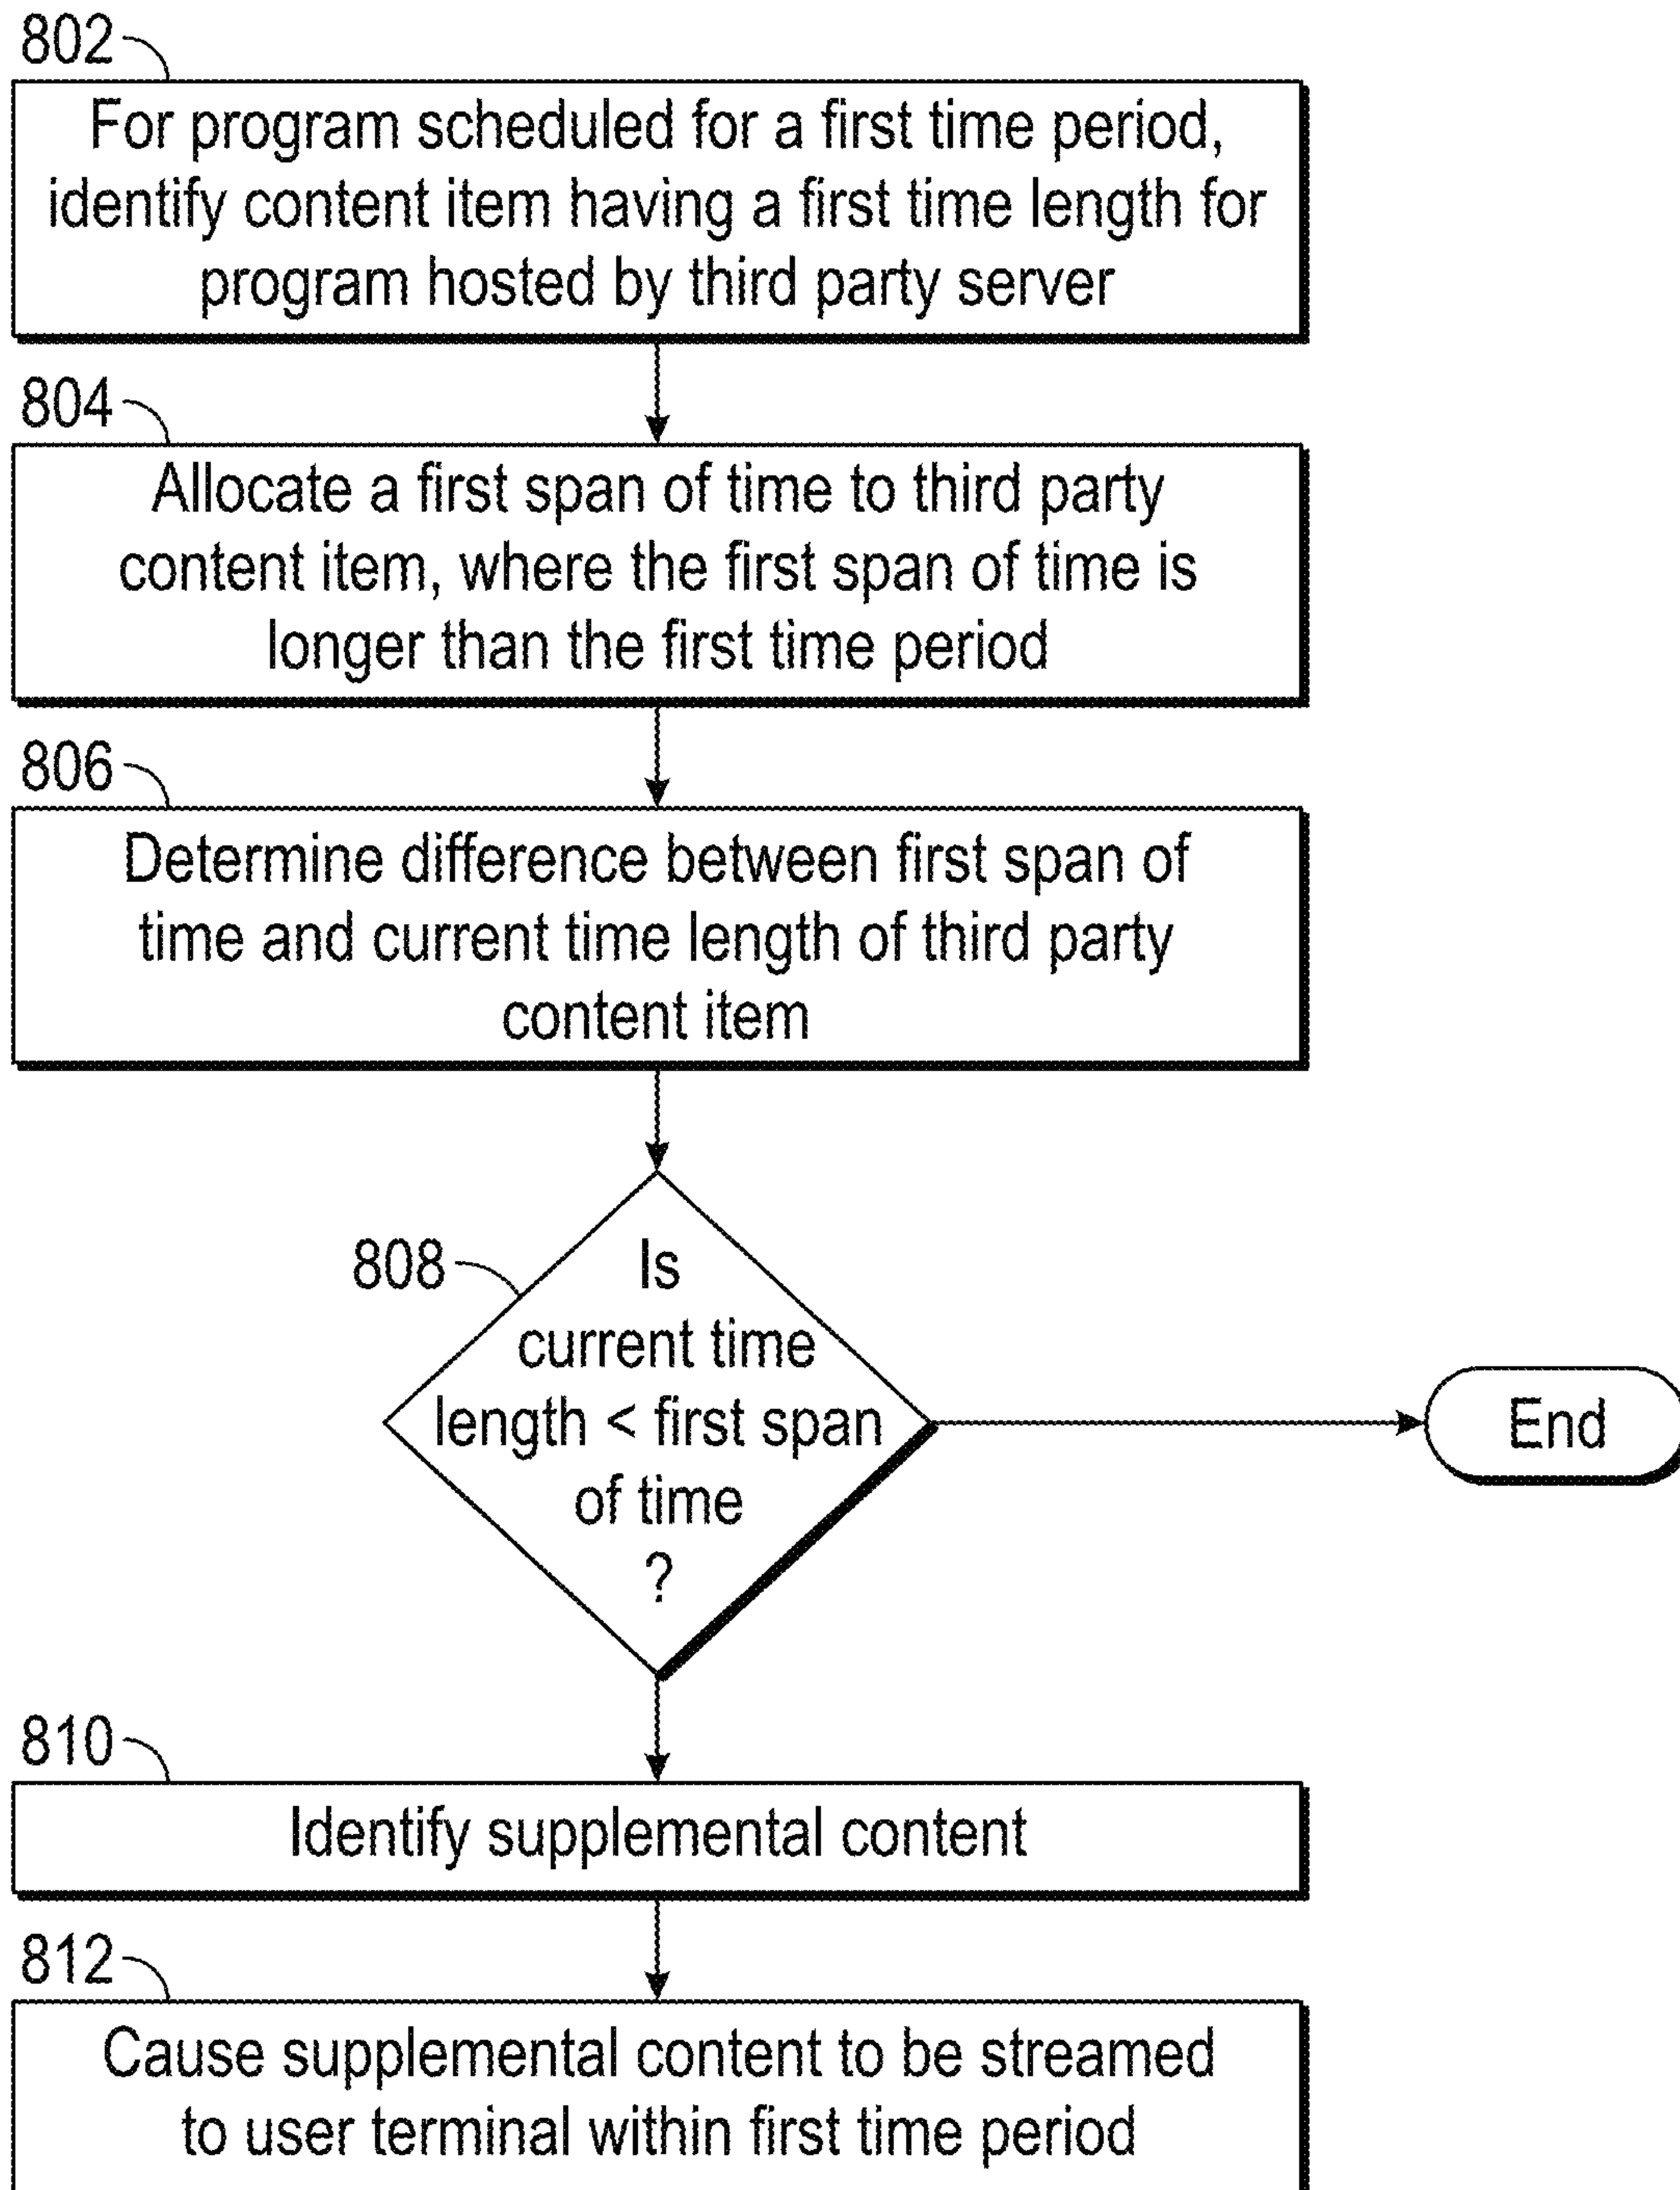 802
For program scheduled for a first time period,
identify content item having a first time length for
program hosted by third party server
804
Allocate a first span of time to third party
content item, where the first span of time is
longer than the first time period
806
Determine difference between first span of
time and current time length of third party
content item
808
Is
current time
length < first span
of time
?
End
810
Identify supplemental content
812
Cause supplemental content to be streamed
to user terminal within first time period